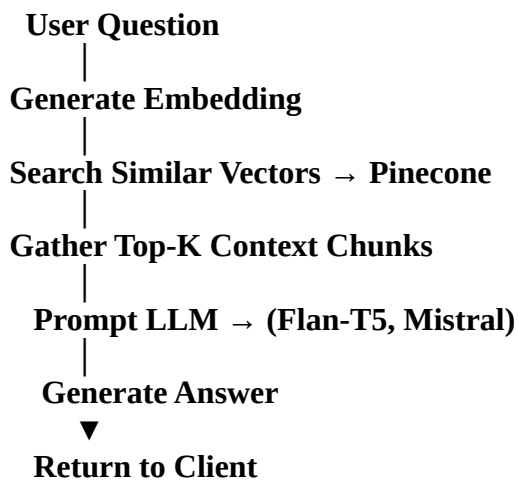 User Question
Generate Embedding
Search Similar Vectors → Pinecone
Gather Top-K Context Chunks
Prompt LLM → (Flan-T5, Mistral)
Generate Answer
Return to Client